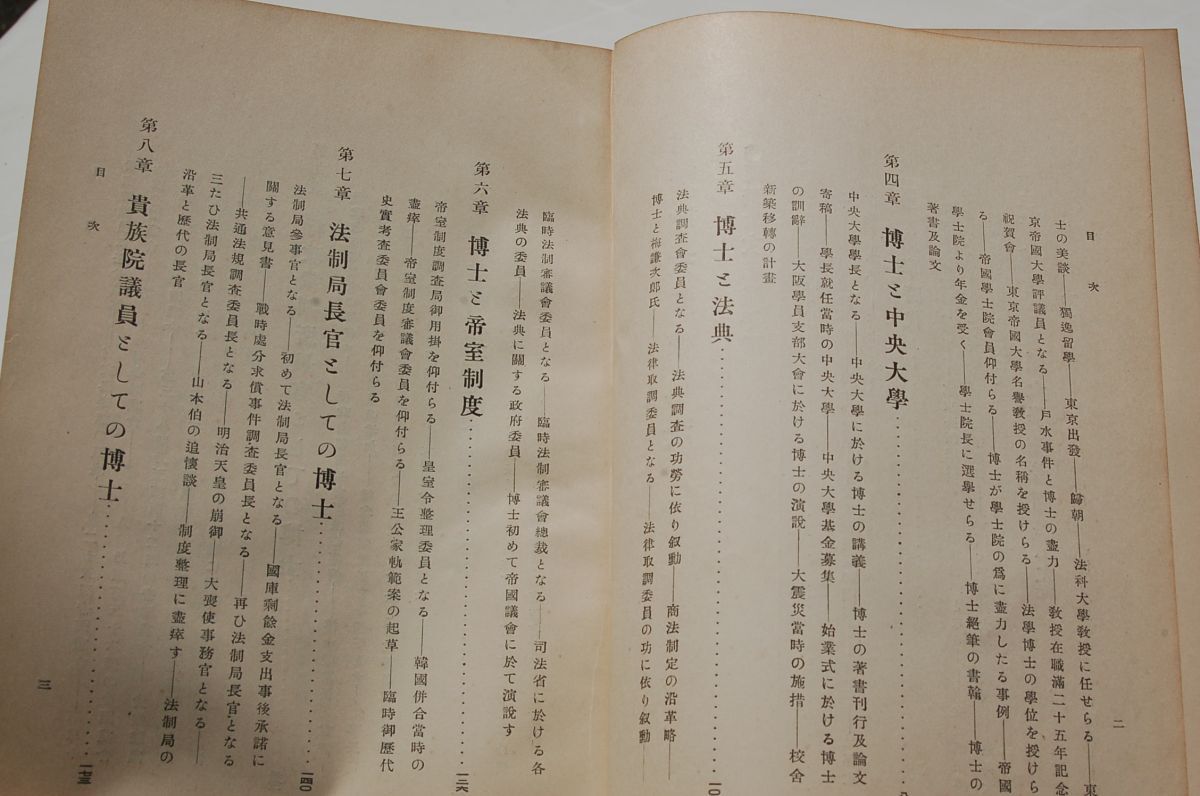 目次
士の美談——獨逸留學——東京出發——歸朝——法科大學教授に任せらる——東
京帝國大學評議員となる——戸水事件と博士の盡力——教授在職滿二十五年記念
祝賀會——東京帝國大學名譽教授の名稱を授けらる——法學博士の學位を授けら
る——帝國學士院會員仰付らる——博士が學士院の爲に盡力したる事例——帝國
學士院より年金を受く——學士院長に選擧せらる——博士絕筆の書翰——博士の
著書及論文
第四章 博士と中央大學
中央大學學長となる——中央大學に於ける博士の講義——博士の著書刊行及論文
寄稿——學長就任當時の中央大學——中央大學基金募集——始業式に於ける博士
の訓辭——大阪學員支部大會に於ける博士の演說——大震災當時の施措——校舍
新築移轉の計畫
第五章 博士と法典
法典調査會委員となる——法典調査の功勞に依り叙勳——商法制定の沿革略
博士と梅謙次郎氏——法律取調委員となる——法律取調委員の功に依り叙勳
二
臨時法制審議會委員となる——臨時法制審議會總裁となる——司法省に於ける各
法典の委員——法典に關する政府委員——博士初めて帝國議會に於て演說す
第六章 博士と帝室制度 一二六
帝室制度調査局御用掛を仰付らる——皇室令整理委員となる——韓國併合當時の
盡瘁——帝室制度審議會委員を仰付らる——王公家軌範案の起草——臨時御歷代
史實考査委員會委員を仰付らる
第七章 法制局長官としての博士 一四〇
法制局參事官となる——初めて法制局長官となる——國庫剩餘金支出事後承諾に
關する意見書——戰時處分求償事件調査委員長となる——再ひ法制局長官となる
——共通法規調査委員長となる——明治天皇の崩御——大喪使事務官となる——
三たひ法制局長官となる——山本伯の追懷談——制度整理に盡瘁す——法制局の
沿革と歷代の長官
第八章 貴族院議員としての博士 一七三
目次
三